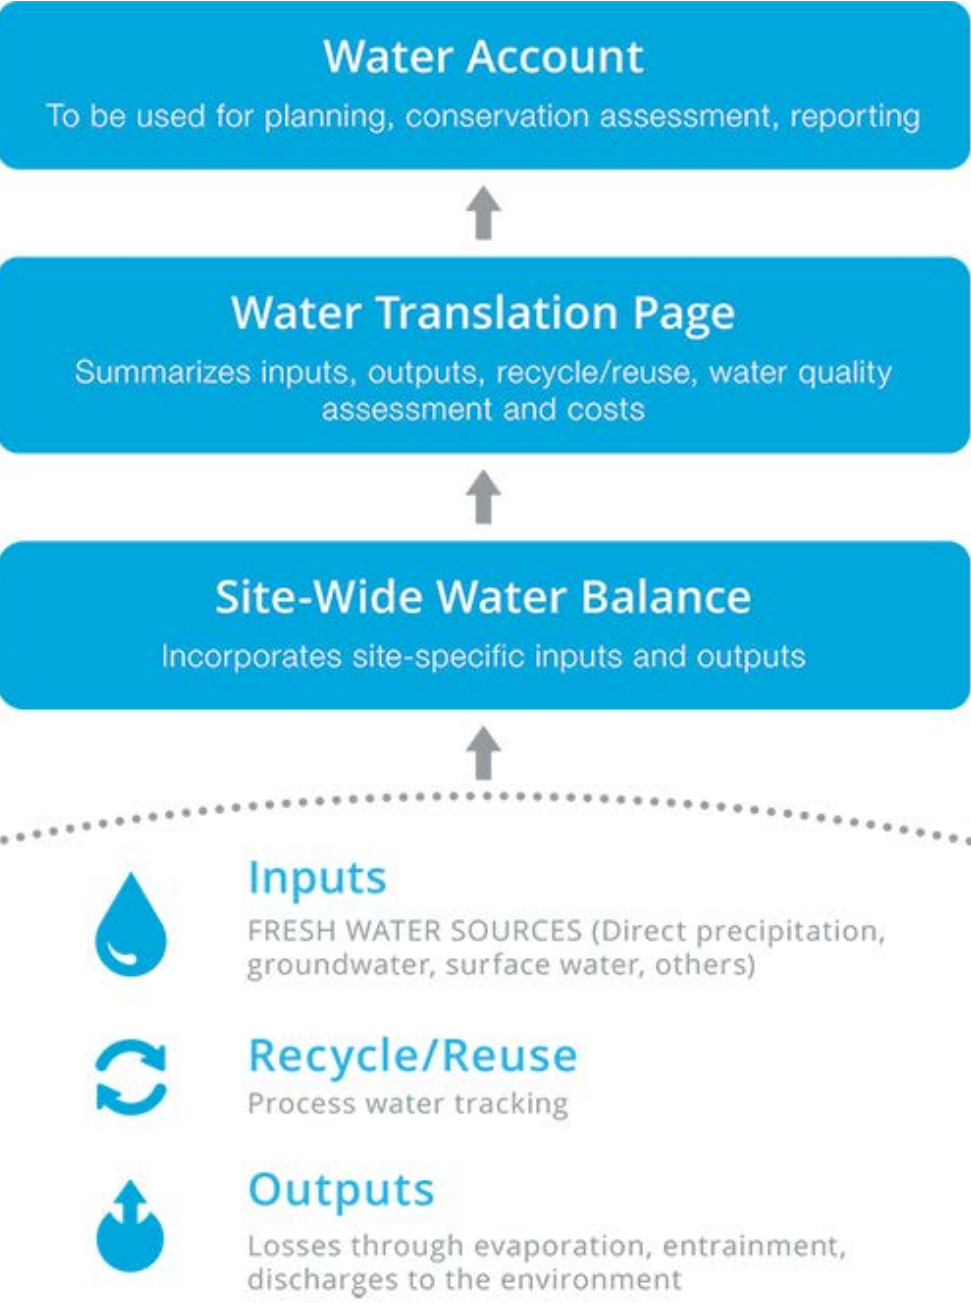 Water Account
To be used for planning, conservation assessment, reporting
Water Translation Page
Summarizes inputs, outputs, recycle/reuse, water quality
assessment and costs
Site-Wide Water Balance
Incorporates site-specific inputs and outputs
Inputs
FRESH WATER SOURCES (Direct precipitation,
groundwater, surface water, others)
Recycle/Reuse
Process water tracking
Outputs
Losses through evaporation, entrainment,
discharges to the environment